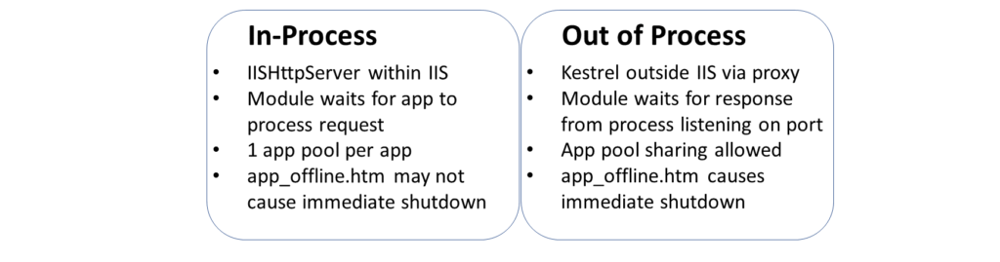 In-Process
• IISHttpServer within IIS
• Module waits for app to
process request
• 1 app pool per app
• app_offline.htm may not
cause immediate shutdown
Out of Process
• Kestrel outside IIS via proxy
• Module waits for response
from process listening on port
• App pool sharing allowed
• app_offline.htm causes
immediate shutdown